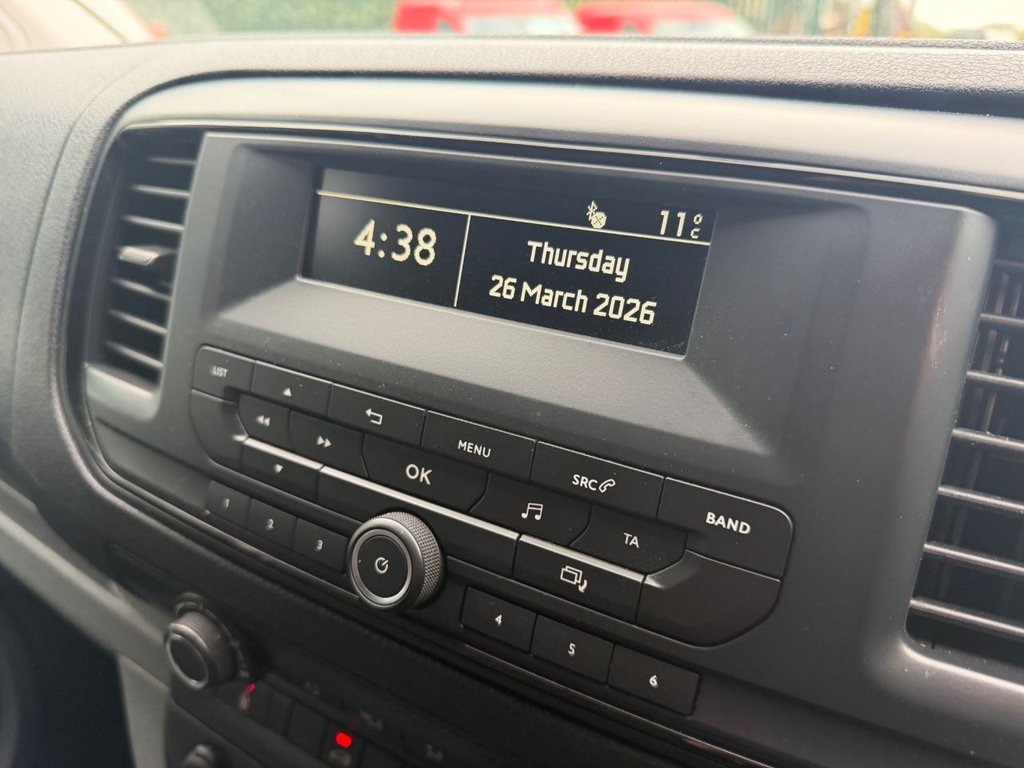 11°C
4:38
Thursday
26 March 2026
LIST
MENU
SRC
BAND
OK
TA
1
2
3
4
5
6